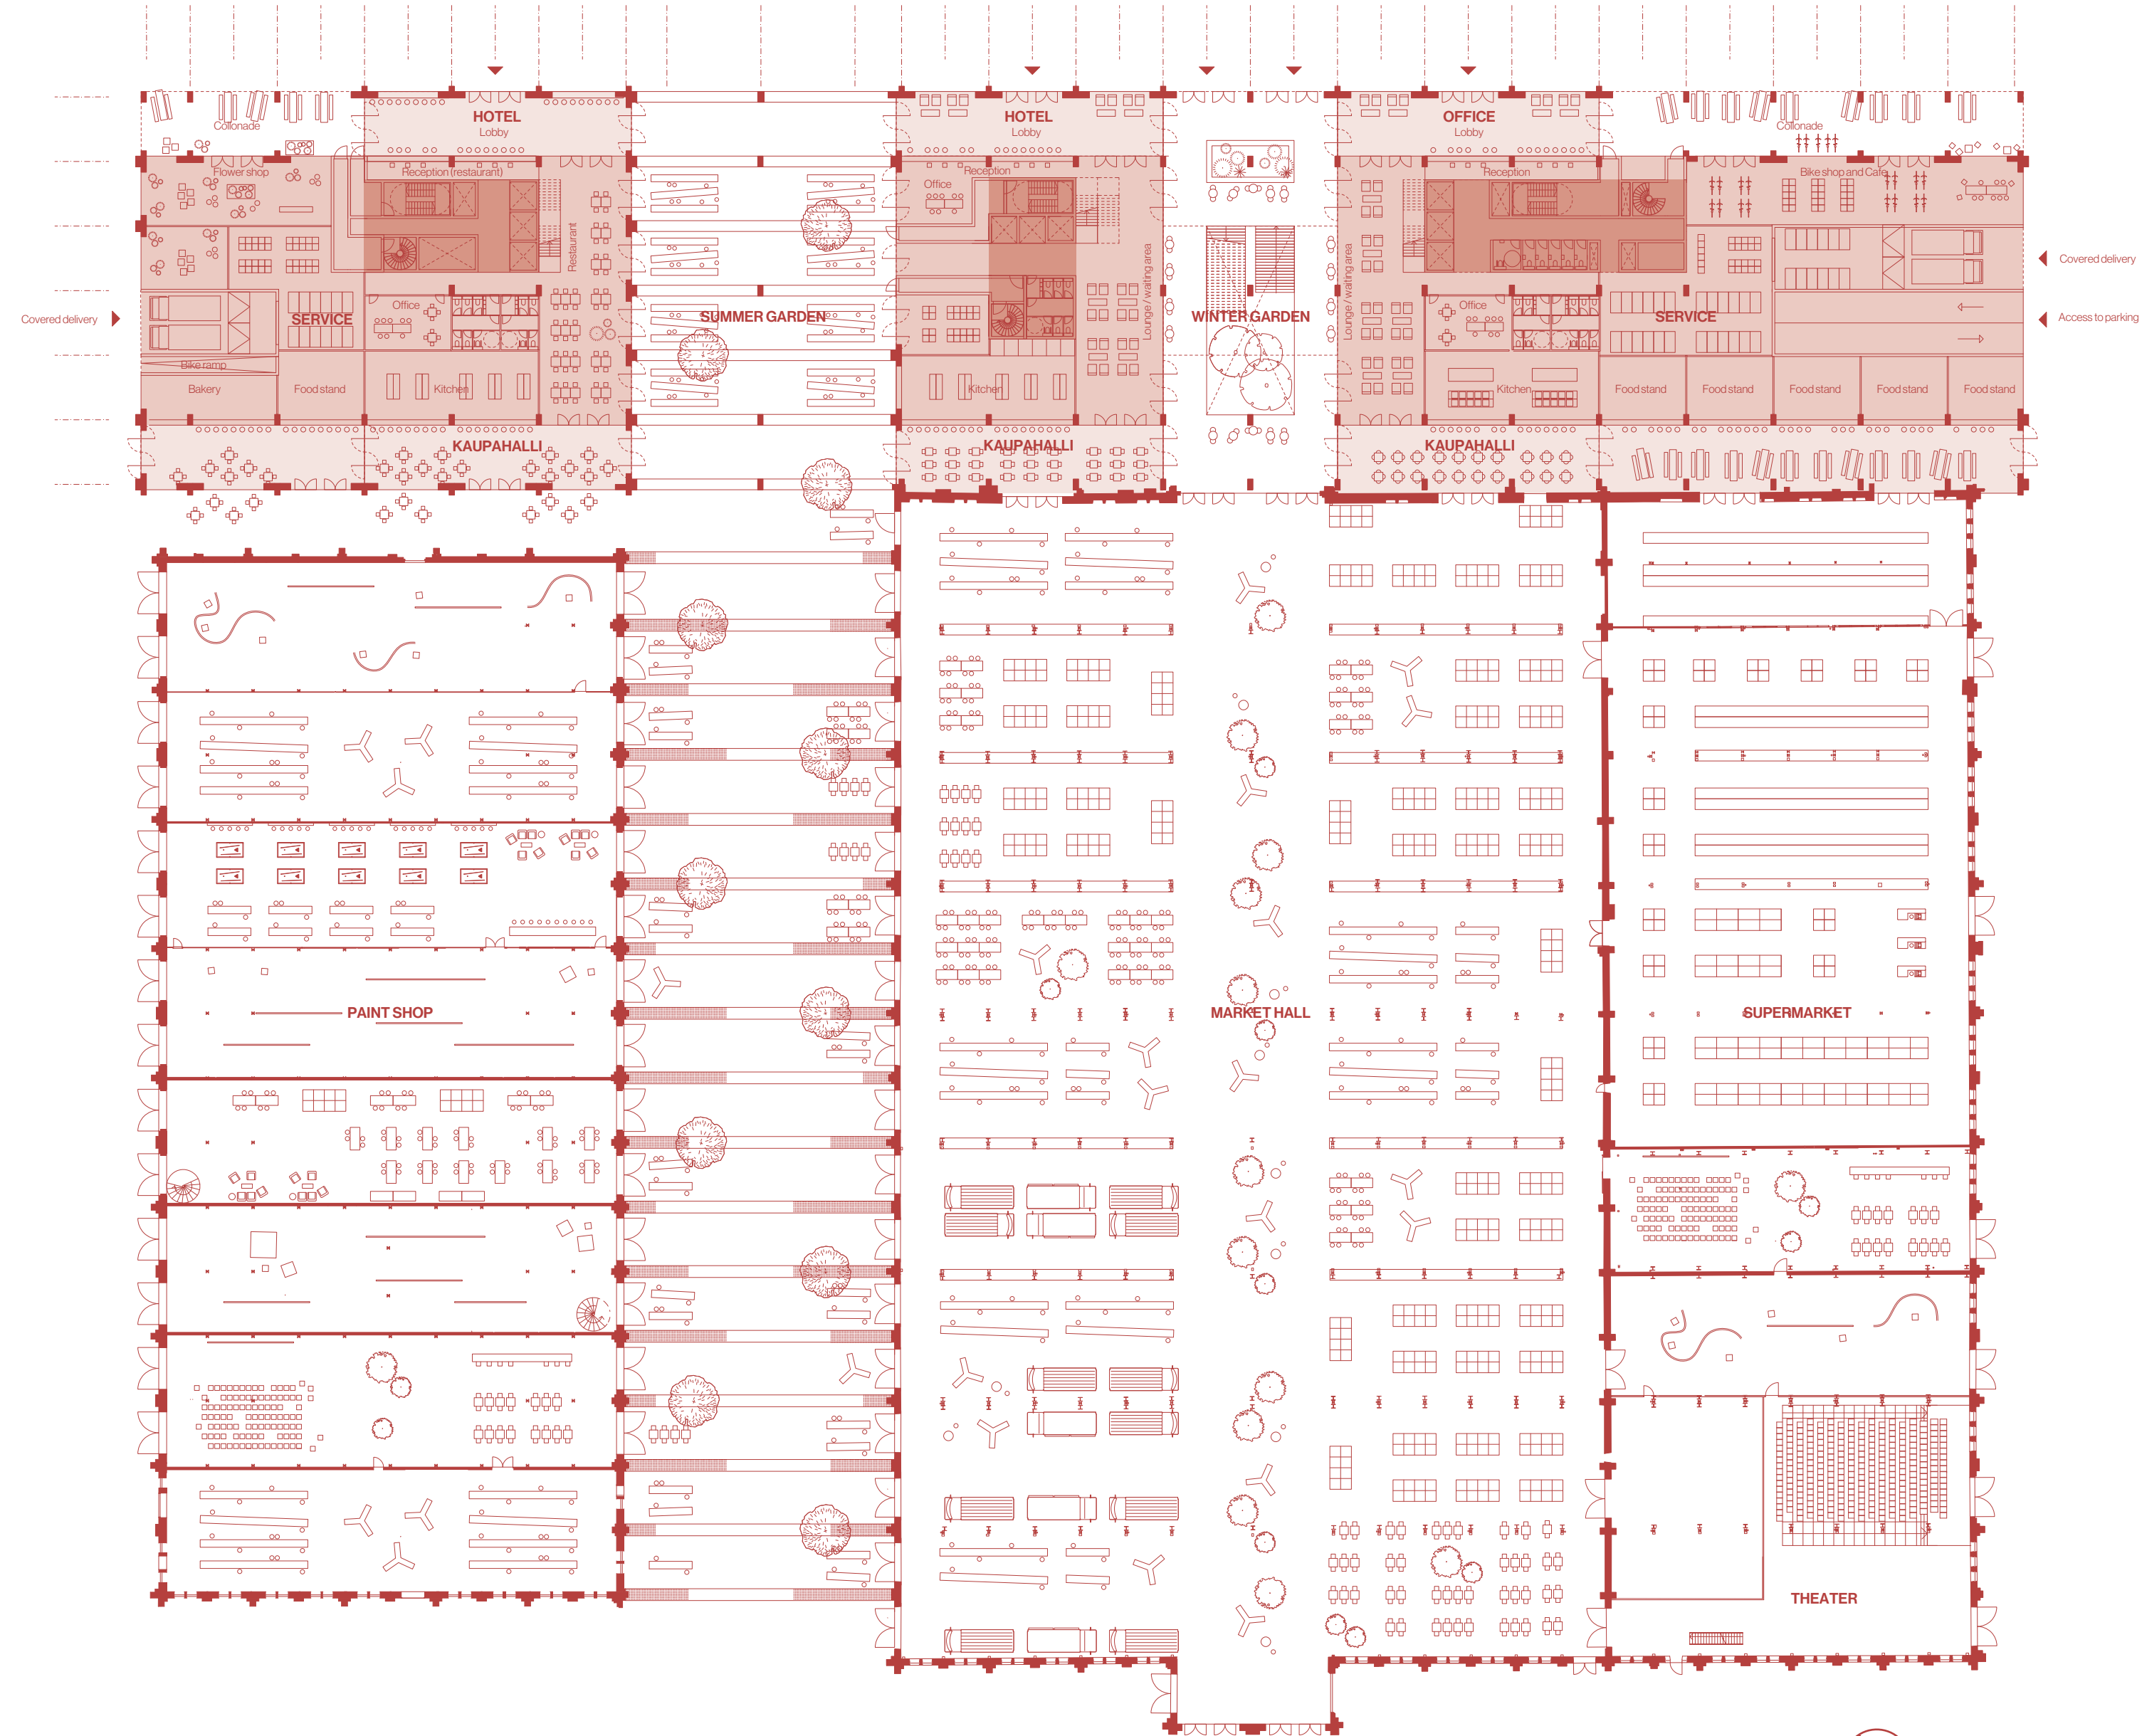 Collonade
HOTEL
Lobby
HOTEL
Lobby
OFFICE
Lobby
Collonade
Flower shop
Reception (restaurant)
Reception
Reception
Bike shop and Cafe
Office
Restaurant
Lounge / waiting area
Lounge / waiting area
Covered delivery
Covered delivery
SERVICE
Office
SUMMER GARDEN
WINTER GARDEN
Office
SERVICE
Access to parking
Bike ramp
Bakery
Food stand
Kitchen
Kitchen
Kitchen
Food stand
Food stand
Food stand
Food stand
Food stand
KAUPAHALLI
KAUPAHALLI
KAUPAHALLI
PAINT SHOP
MARKET HALL
SUPERMARKET
THEATER